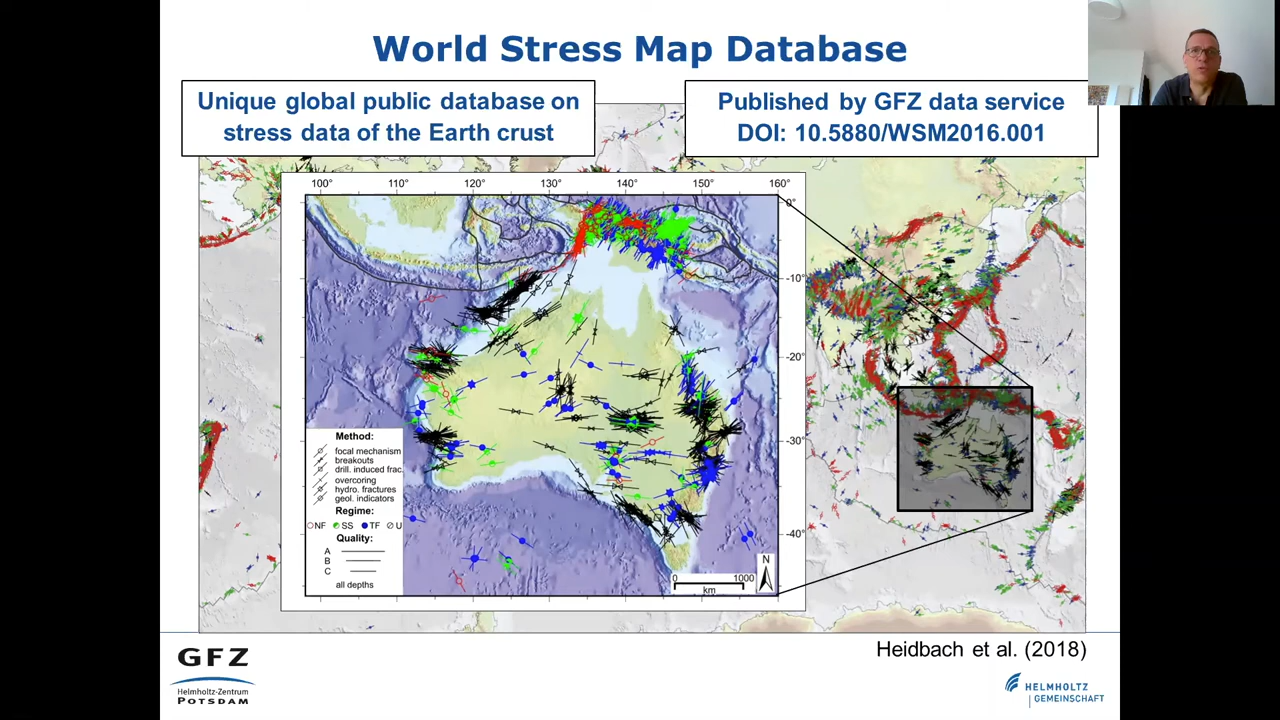 World Stress Map Database
Unique global public database on
stress data of the Earth crust
Published by GFZ data service
DOI: 10.5880/WSM2016.001
100° 110° 120° 130° 140° 150° 160°
0°
-10°
-20°
-30°
-40°
Method:
focal mechanism
breakouts
drill. induced frac.
overcoring
hydro. fractures
geol. indicators
Regime:
NF SS TF U
Quality:
A
B
C
all depths
0 1000
km
N
Heidbach et al. (2018)
GFZ
Helmholtz-Zentrum
POTSDAM
HELMHOLTZ
GEMEINSCHAFT